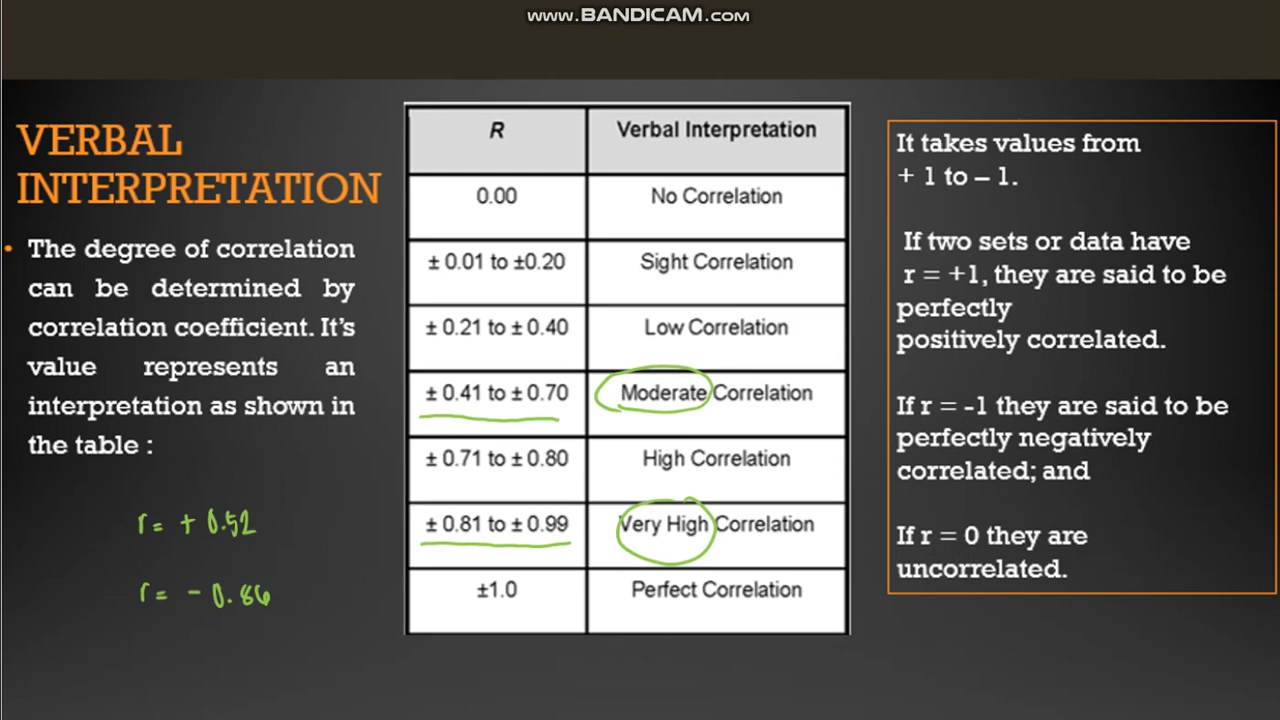 www.BANDICAM.com
VERBAL
INTERPRETATION
• The degree of correlation
can be determined by
correlation coefficient. It's
value represents an
interpretation as shown in
the table :
r= + 0.52
r= - 0.86
R Verbal Interpretation
0.00 No Correlation
± 0.01 to ±0.20 Sight Correlation
± 0.21 to ± 0.40 Low Correlation
± 0.41 to ± 0.70 Moderate Correlation
± 0.71 to ± 0.80 High Correlation
± 0.81 to ± 0.99 Very High Correlation
±1.0 Perfect Correlation
It takes values from
+ 1 to – 1.
If two sets or data have
r = +1, they are said to be
perfectly
positively correlated.
If r = -1 they are said to be
perfectly negatively
correlated; and
If r = 0 they are
uncorrelated.